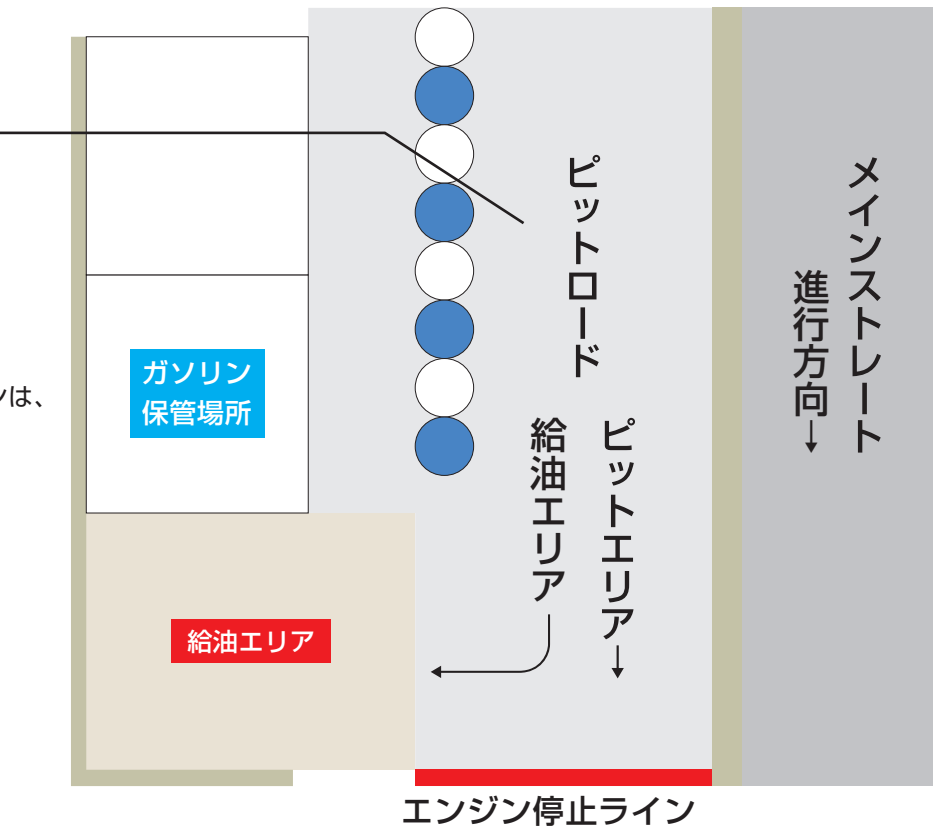 ピットロード
メインストレート
進行方向↓
ガソリン
保管場所
ンは、
ピットエリア↓
給油エリア
給油エリア
エンジン停止ライン